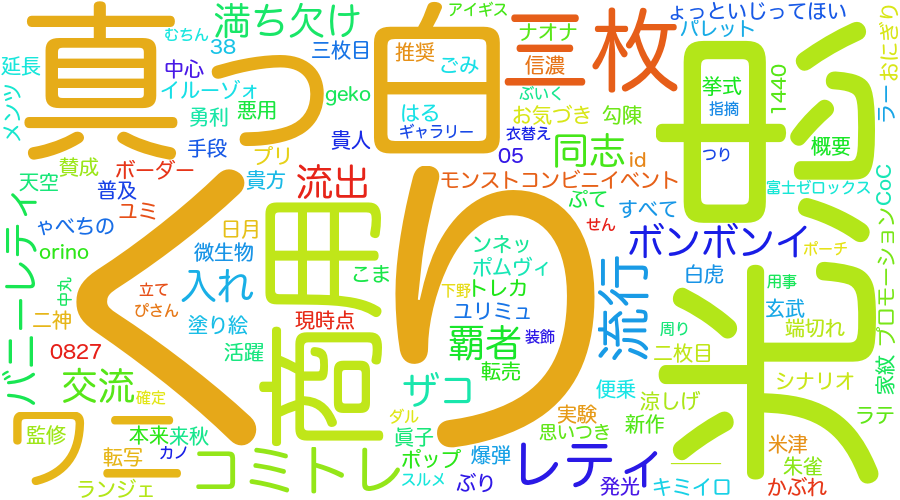 真っ白
くり
商用
粉
母
三枚
満ち欠け
アイギス
ょっといじってほい
むちん
38
三枚目
推奨
ナオナ
パレット
おにぎり
延長
中心
ごみ
信濃
挙式
1440
ラー
メンツ
イルーゾォ
geko
ぶいく
指摘
勇利
悪用
はる
お気づき
勾陳
手段
貴人
ギャラリー
衣替え
つり
概要
賛成
ボーダー
プリ
05
同志
id
天空
普及
貴方
流出
モンストコンビニイベント
富士ゼロックス
CoC
バニーレディ
ユミ
ぷて
すべて
ゃべちの
日月
ボンボンイ
ポーチ
プロモーション
orino
微生物
こま
ンネッ
せん
中丸
立て
入れ
ポムヴィ
流行
白虎
用事
ぴさん
下野
トレカ
玄武
二神
塗り絵
現時点
ユリミュ
周り
端切れ
0827
活躍
覇者
装飾
二枚目
家紋
交流
転売
シナリオ
確定
ザコ
便乗
涼しげ
ワニ
ダル
実験
新作
ラテ
監修
本来
来秋
眞子
思いつき
米津
転写
カノ
コミトレ
ポップ
爆弾
レディ
朱雀
ランジェ
スルメ
ぶり
発光
キミイロ
かぶれ